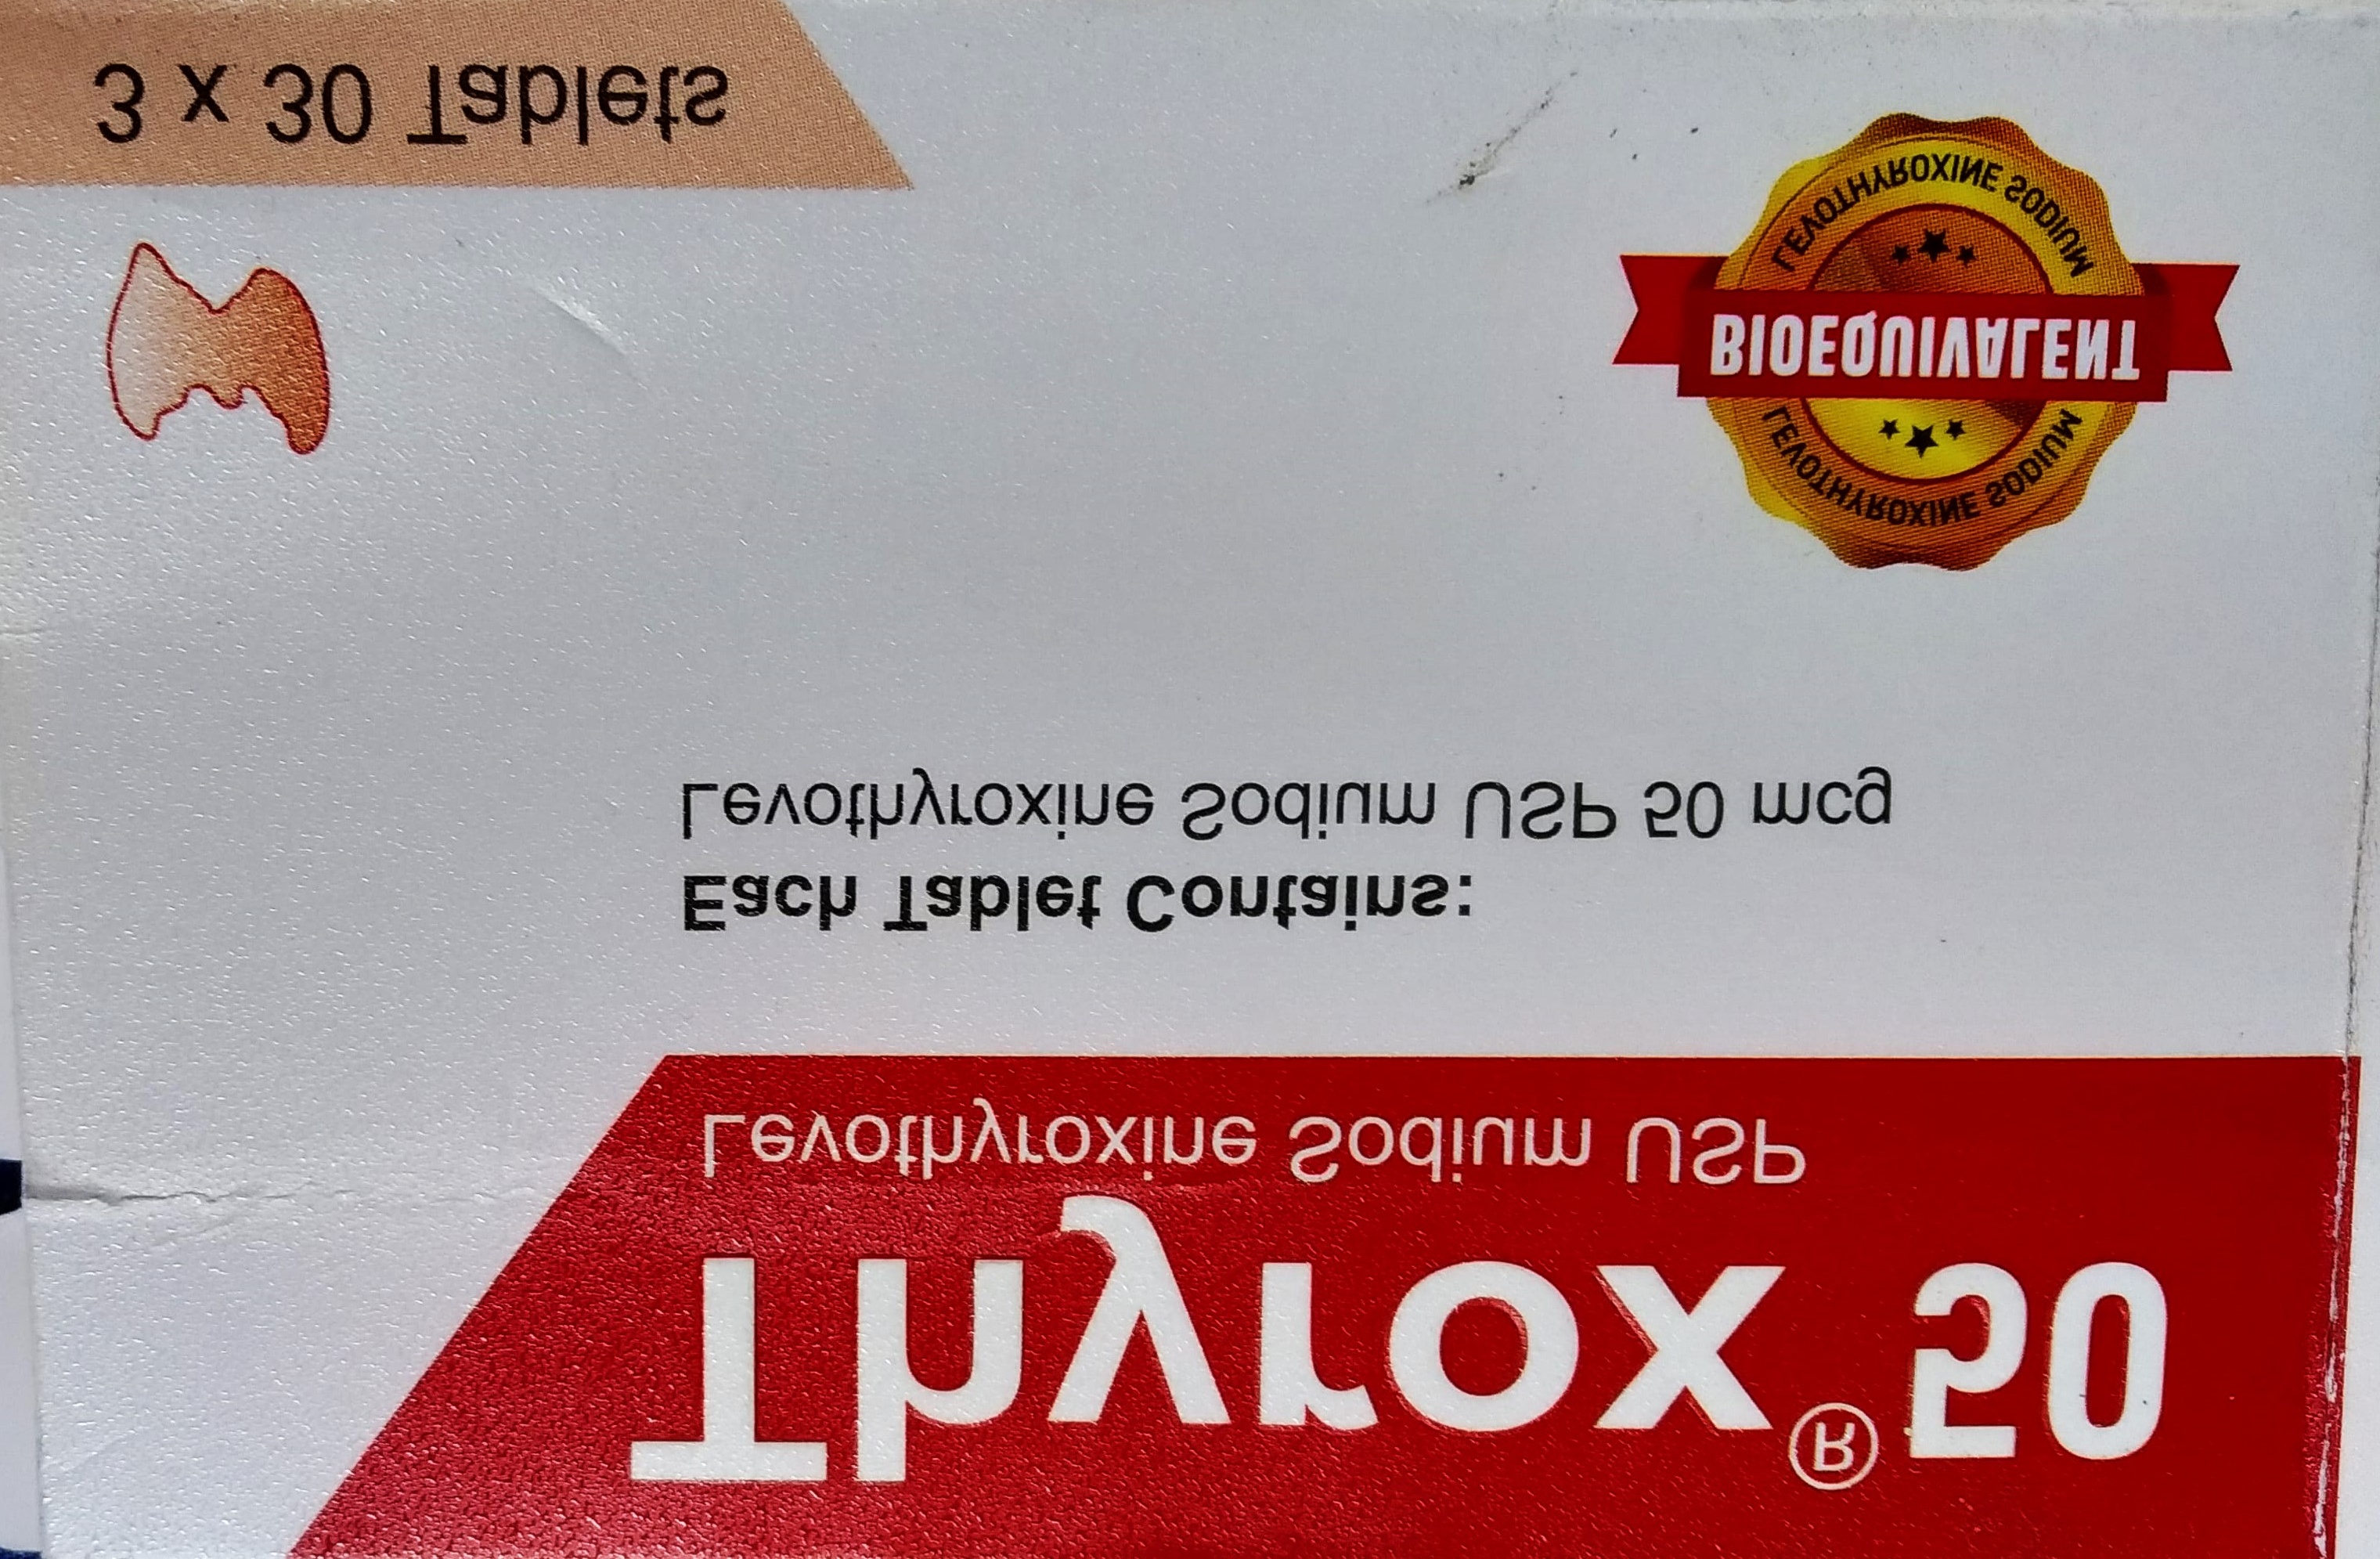 Thyrox® 50
Levothyroxine Sodium USP
Each Tablet Contains:
Levothyroxine Sodium USP 50 mcg
LEVOTHYROXINE SODIUM
BIOEQUIVALENT
LEVOTHYROXINE SODIUM
3 x 30 Tablets